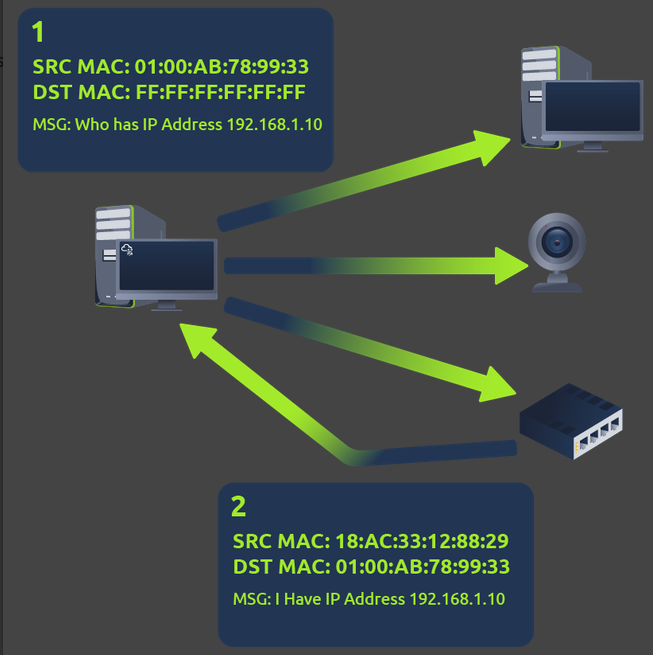 1
SRC MAC: 01:00:AB:78:99:33
DST MAC: FF:FF:FF:FF:FF:FF
MSG: Who has IP Address 192.168.1.10
2
SRC MAC: 18:AC:33:12:88:29
DST MAC: 01:00:AB:78:99:33
MSG: I Have IP Address 192.168.1.10